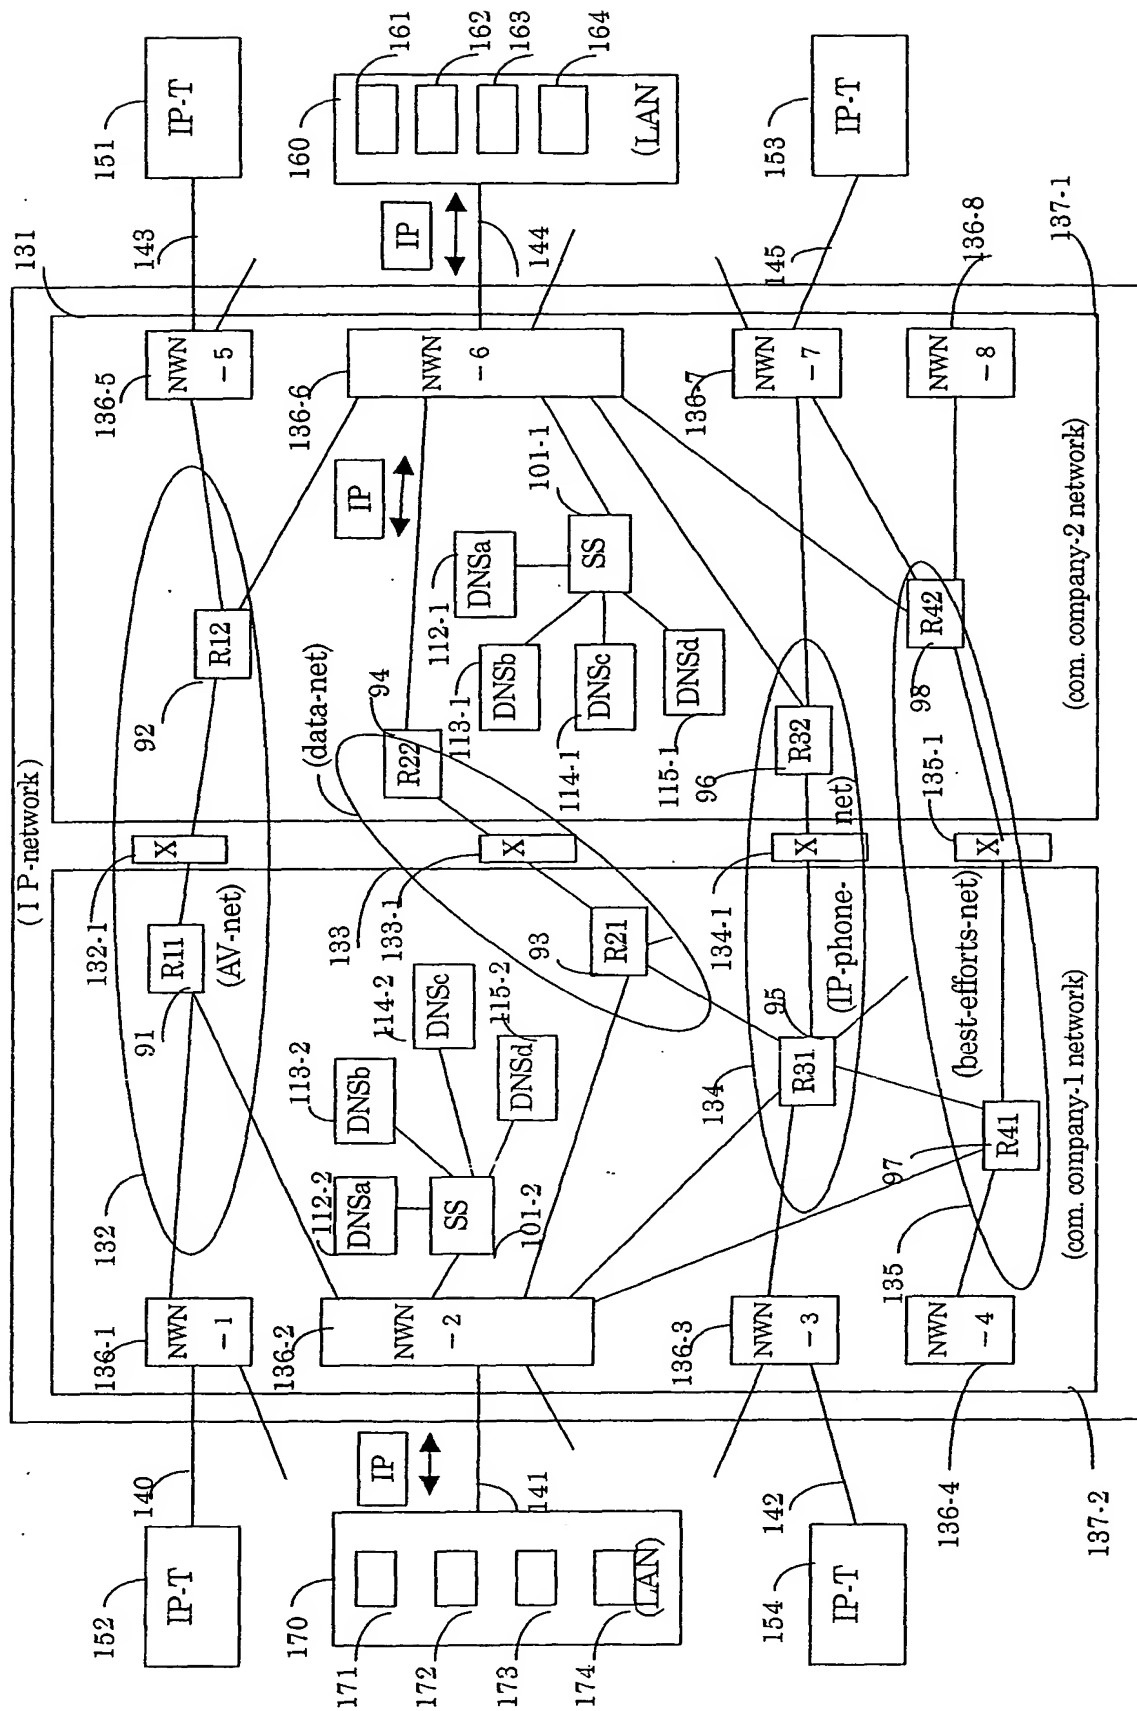 (I P-network)
131
152
IP-T
140
136-1
NWN
-1
132
91
R11
(AV-net)
132-1
X
92
R12
136-5
NWN
-5
143
151
IP-T
170
171
172
173
174
(LAN)
IP
141
136-2
NWN
-2
112-2
DNSa
113-2
DNSb
114-2
DNSc
115-2
DNSd
SS
101-2
93
R21
133
133-1
X
(data-net)
94
R22
112-1
DNSa
113-1
DNSb
114-1
DNSc
115-1
DNSd
SS
101-1
IP
136-6
NWN
-6
IP
144
160
161
162
163
164
(LAN
154
IP-T
142
136-3
NWN
-3
134
95
R31
(IP-phone-
net)
134-1
X
96
R32
136-7
NWN
-7
145
153
IP-T
136-4
NWN
-4
135
97
R41
(best-efforts-net)
135-1
X
98
R42
NWN
-8
136-8
137-2
(com. company-1 network)
(com. company-2 network)
137-1